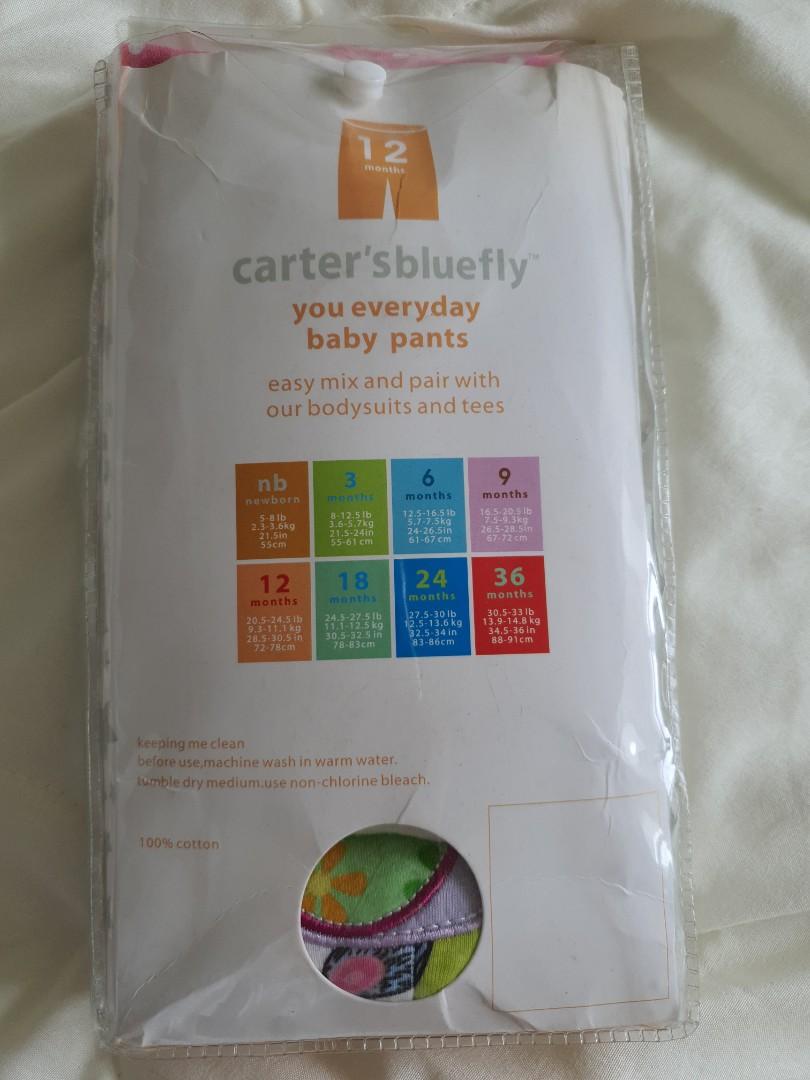 12
months
carter'sbluefly™
you everyday
baby pants
easy mix and pair with
our bodysuits and tees
nb
newborn
5-8 lb
2.3-3.6kg
21.5in
55cm
3
months
8-12.5 lb
3.6-5.7kg
21.5-24in
55-61 cm
6
months
12.5-16.5 lb
5.7-7.5kg
24-26.5in
61-67 cm
9
months
16.5-20.5 lb
7.5-9.3kg
26.5-28.5in
67-72 cm
12
months
20.5-24.5 lb
9.3-11.1 kg
28.5-30.5 in
72-78cm
18
months
24.5-27.5 lb
11.1-12.5 kg
30.5-32.5 in
78-83cm
24
months
27.5-30 lb
12.5-13.6 kg
32.5-34 in
83-86cm
36
months
30.5-33 lb
13.9-14.8 kg
34.5-36 in
88-91cm
keeping me clean
before use,machine wash in warm water.
tumble dry medium.use non-chlorine bleach.
100% cotton